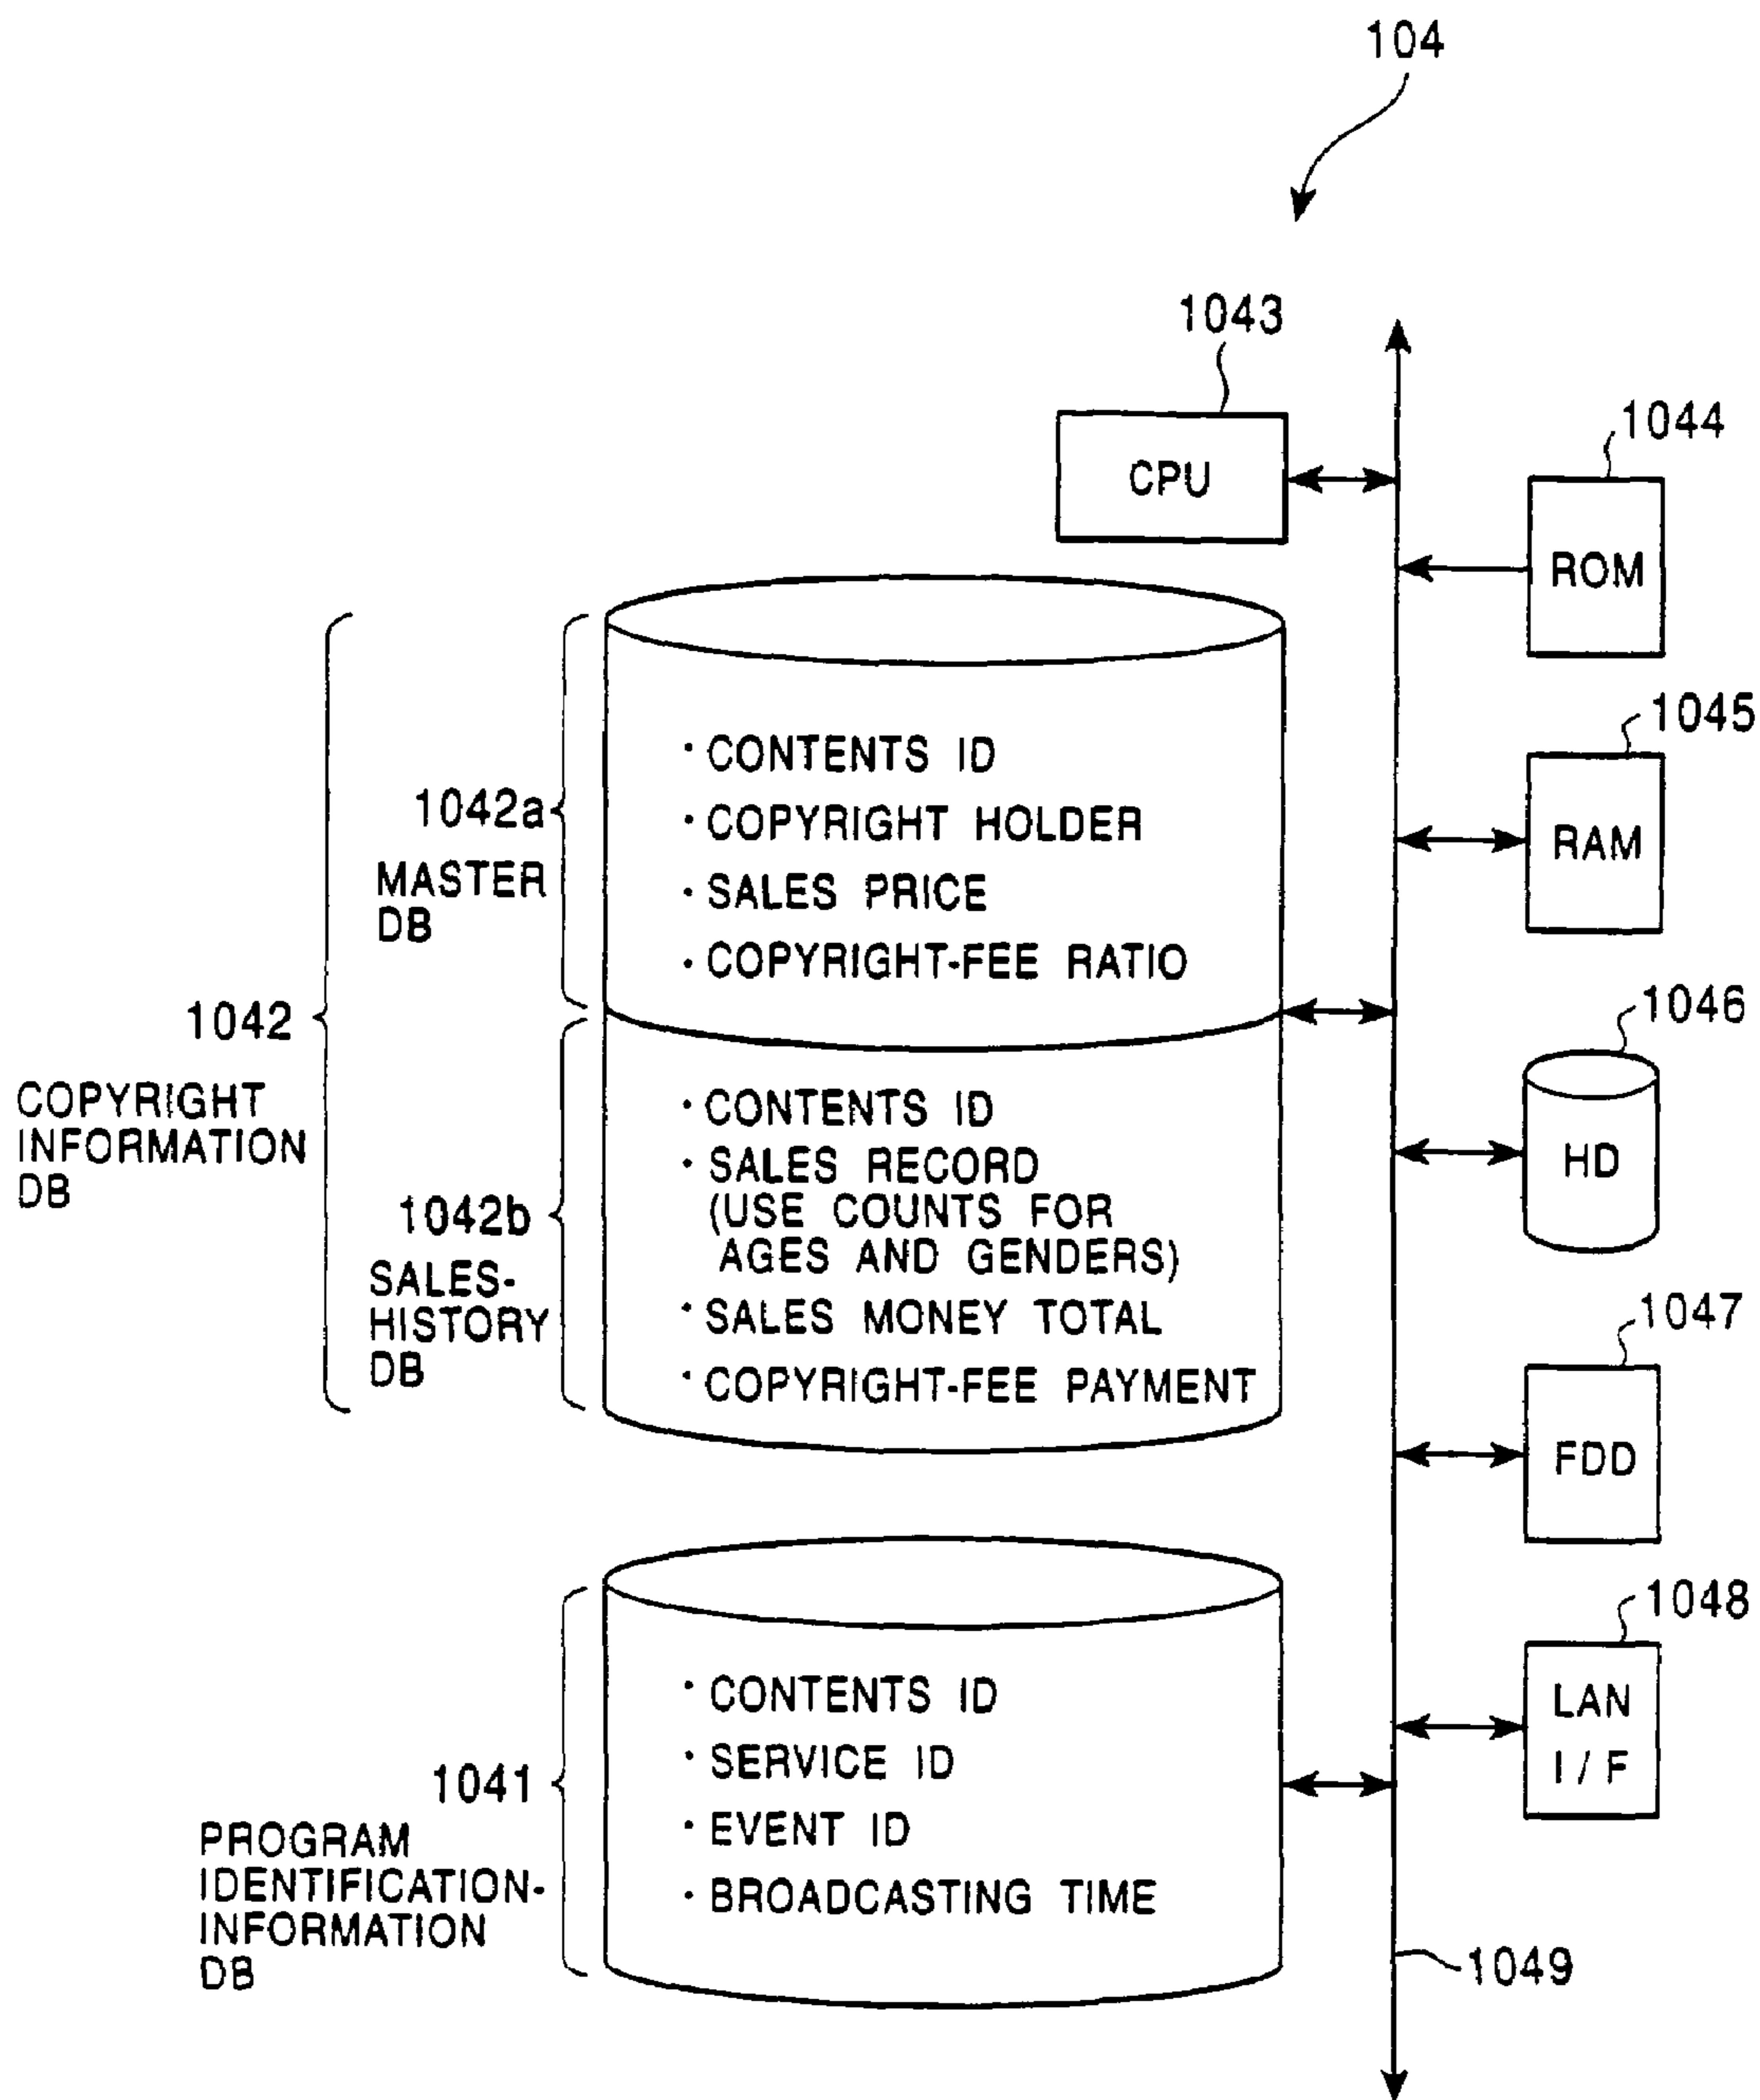 104
1043
CPU
1044
ROM
1045
RAM
1042a
MASTER
DB
· CONTENTS ID
· COPYRIGHT HOLDER
· SALES PRICE
· COPYRIGHT-FEE RATIO
1042
COPYRIGHT
INFORMATION
DB
1046
HD
1042b
SALES-
HISTORY
DB
· CONTENTS ID
· SALES RECORD
(USE COUNTS FOR
AGES AND GENDERS)
· SALES MONEY TOTAL
· COPYRIGHT-FEE PAYMENT
1047
FDD
1048
LAN
I / F
1041
PROGRAM
IDENTIFICATION-
INFORMATION
DB
· CONTENTS ID
· SERVICE ID
· EVENT ID
· BROADCASTING TIME
1049